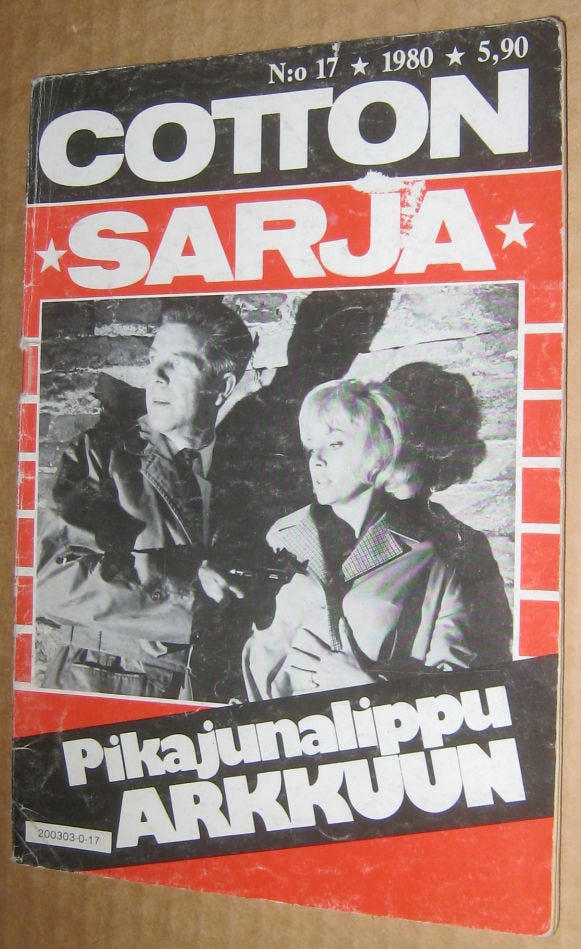 N:o 17 ★ 1980 ★ 5,90
COTTON
★SARJA★
Pikajunalippu
ARKKUUN
200303-0-17